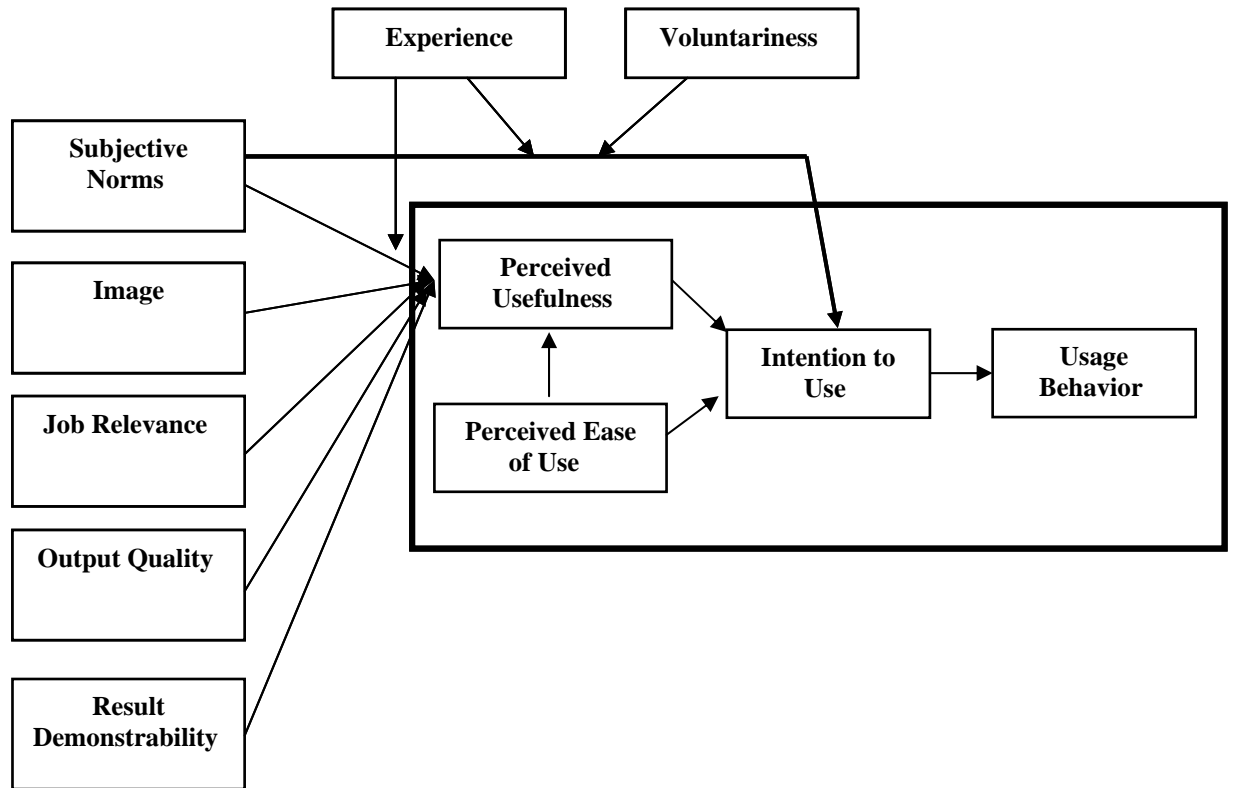 Experience
Voluntariness
Subjective
Norms
Image
Job Relevance
Output Quality
Result
Demonstrability
Perceived
Usefulness
Perceived Ease
of Use
Intention to
Use
Usage
Behavior